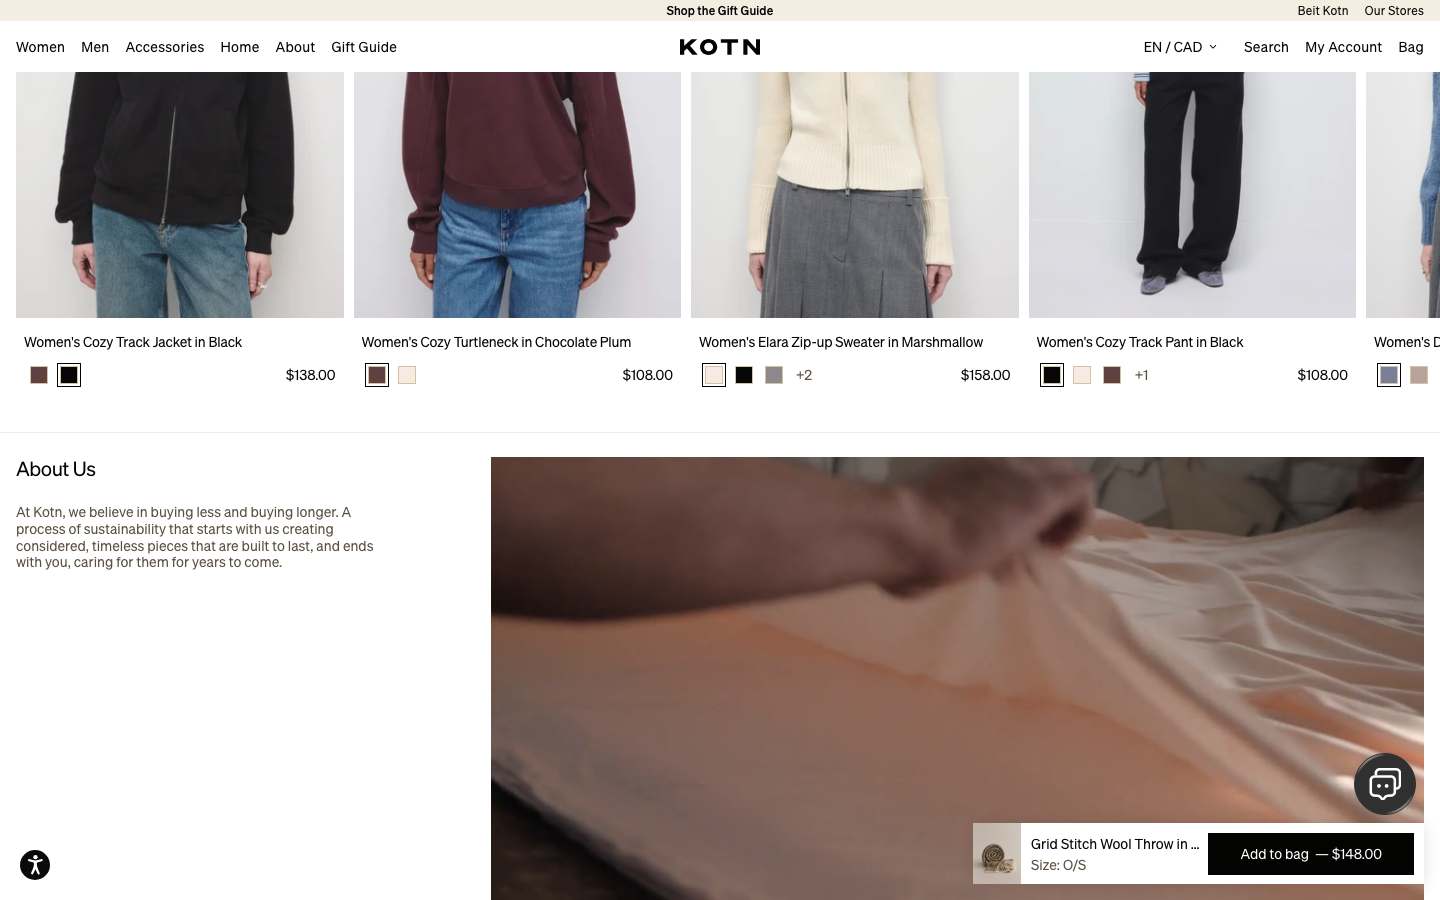 Shop the Gift Guide
Beit Kotn
Our Stores
Women
Men
Accessories
Home
About
Gift Guide
KOTN
EN / CAD
Search
My Account
Bag
Women's Cozy Track Jacket in Black
$138.00
Women's Cozy Turtleneck in Chocolate Plum
$108.00
Women's Elara Zip-up Sweater in Marshmallow
+2
$158.00
Women's Cozy Track Pant in Black
+1
$108.00
Women's D
About Us
At Kotn, we believe in buying less and buying longer. A
process of sustainability that starts with us creating
considered, timeless pieces that are built to last, and ends
with you, caring for them for years to come.
Grid Stitch Wool Throw in ...
Size: O/S
Add to bag — $148.00